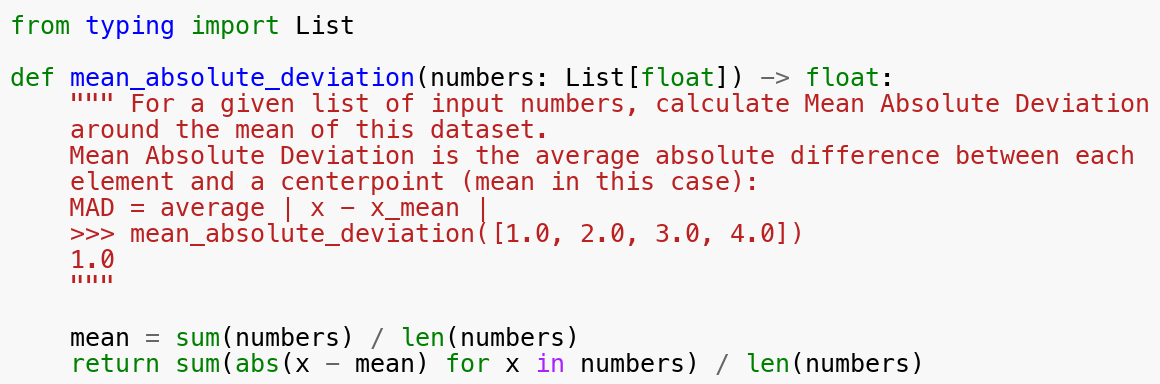 from typing import List

def mean_absolute_deviation(numbers: List[float]) -> float:
    """ For a given list of input numbers, calculate Mean Absolute Deviation
    around the mean of this dataset.
    Mean Absolute Deviation is the average absolute difference between each
    element and a centerpoint (mean in this case):
    MAD = average | x - x_mean |
    >>> mean_absolute_deviation([1.0, 2.0, 3.0, 4.0])
    1.0
    """

    mean = sum(numbers) / len(numbers)
    return sum(abs(x - mean) for x in numbers) / len(numbers)